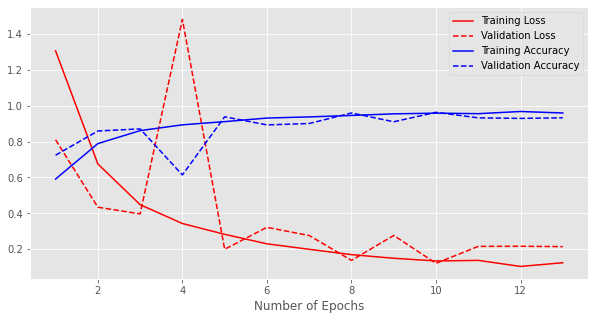 Training Loss
Validation Loss
Training Accuracy
Validation Accuracy
1.4
1.2
1.0
0.8
0.6
0.4
0.2
2 4 6 8 10 12
Number of Epochs